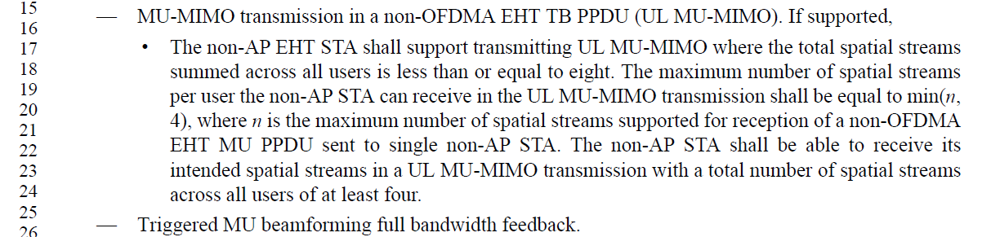 15
16
17
18
19
20
21
22
23
24
25
26
— MU-MIMO transmission in a non-OFDMA EHT TB PPDU (UL MU-MIMO). If supported,
• The non-AP EHT STA shall support transmitting UL MU-MIMO where the total spatial streams
summed across all users is less than or equal to eight. The maximum number of spatial streams
per user the non-AP STA can receive in the UL MU-MIMO transmission shall be equal to min(n,
4), where n is the maximum number of spatial streams supported for reception of a non-OFDMA
EHT MU PPDU sent to single non-AP STA. The non-AP STA shall be able to receive its
intended spatial streams in a UL MU-MIMO transmission with a total number of spatial streams
across all users of at least four.
— Triggered MU beamforming full bandwidth feedback.